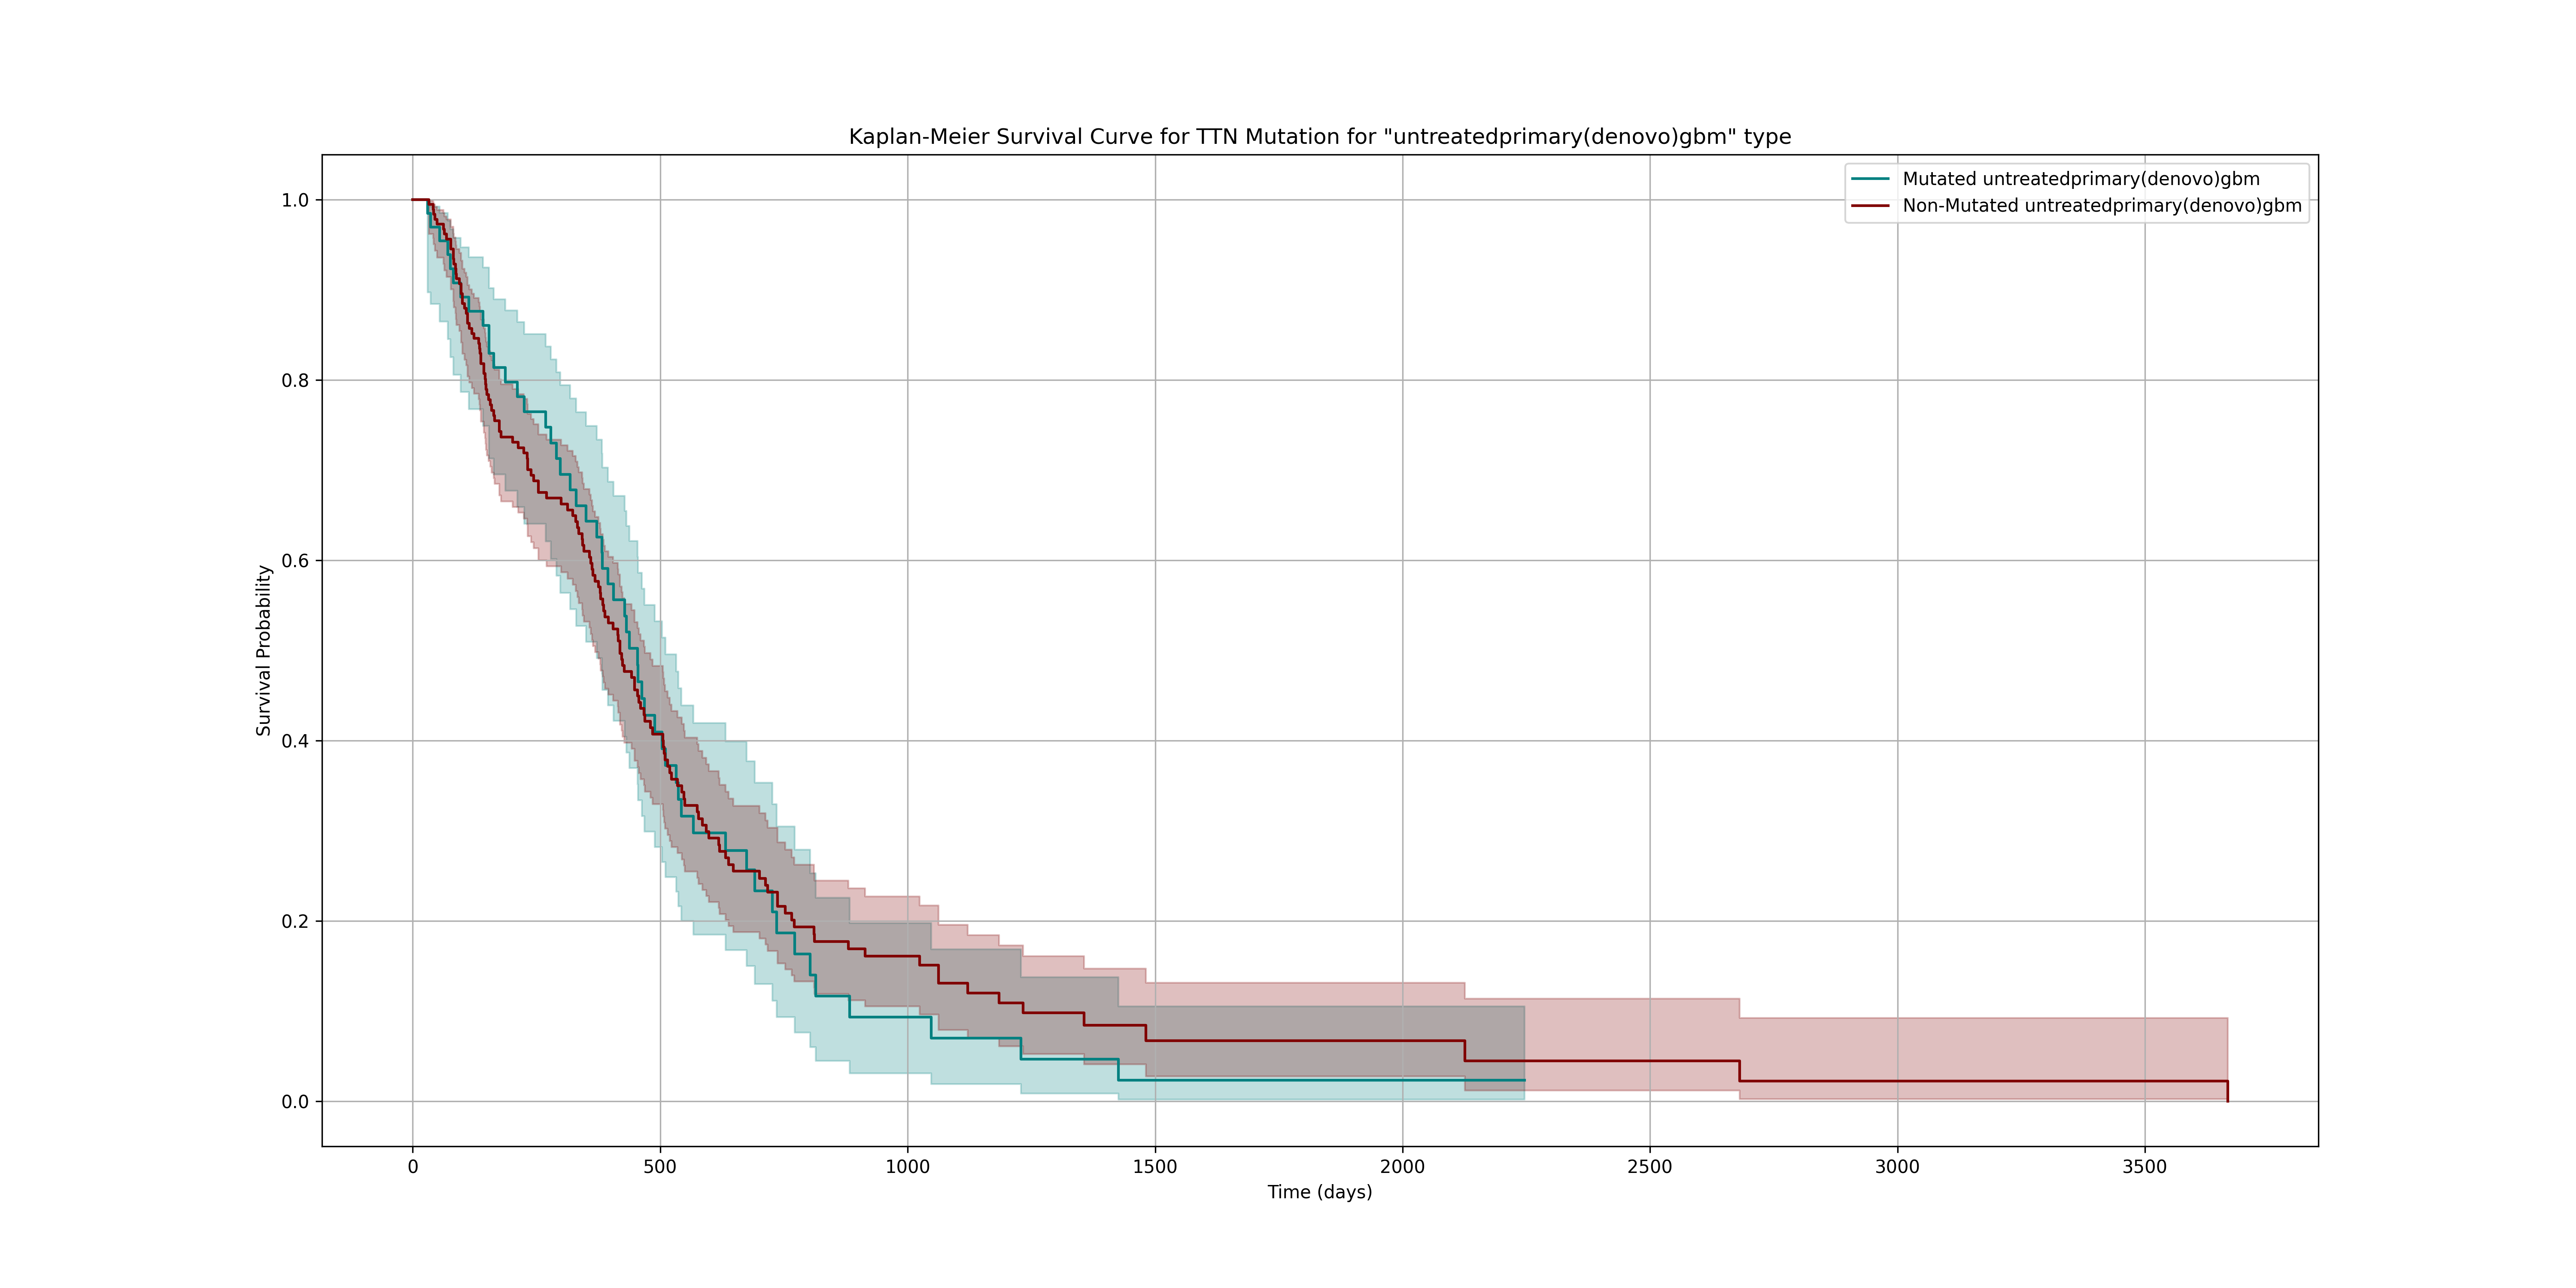 Kaplan-Meier Survival Curve for TTN Mutation for "untreatedprimary(denovo)gbm" type
Mutated untreatedprimary(denovo)gbm
Non-Mutated untreatedprimary(denovo)gbm
1.0
0.8
0.6
0.4
0.2
0.0
Survival Probability
0 500 1000 1500 2000 2500 3000 3500
Time (days)